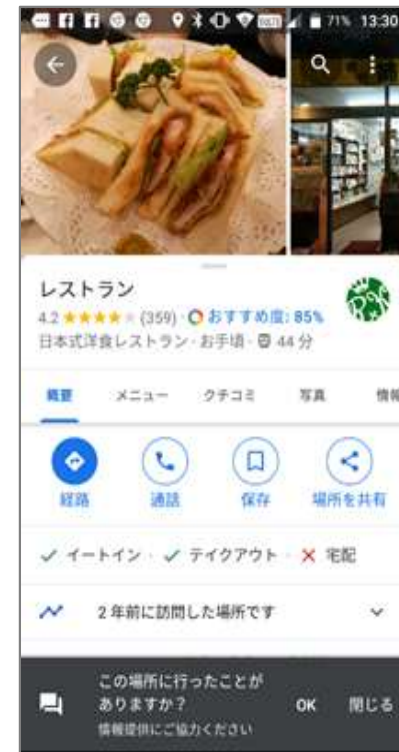 71% 13:30
レストラン
4.2 (359)・おすすめ度: 85%
日本式洋食レストラン・お手頃・ 44 分
概要 メニュー クチコミ 写真 情報
経路 通話 保存 場所を共有
イートイン・ テイクアウト・ 宅配
2 年前に訪問した場所です
この場所に行ったことが
ありますか?
OK 閉じる
情報提供にご協力ください